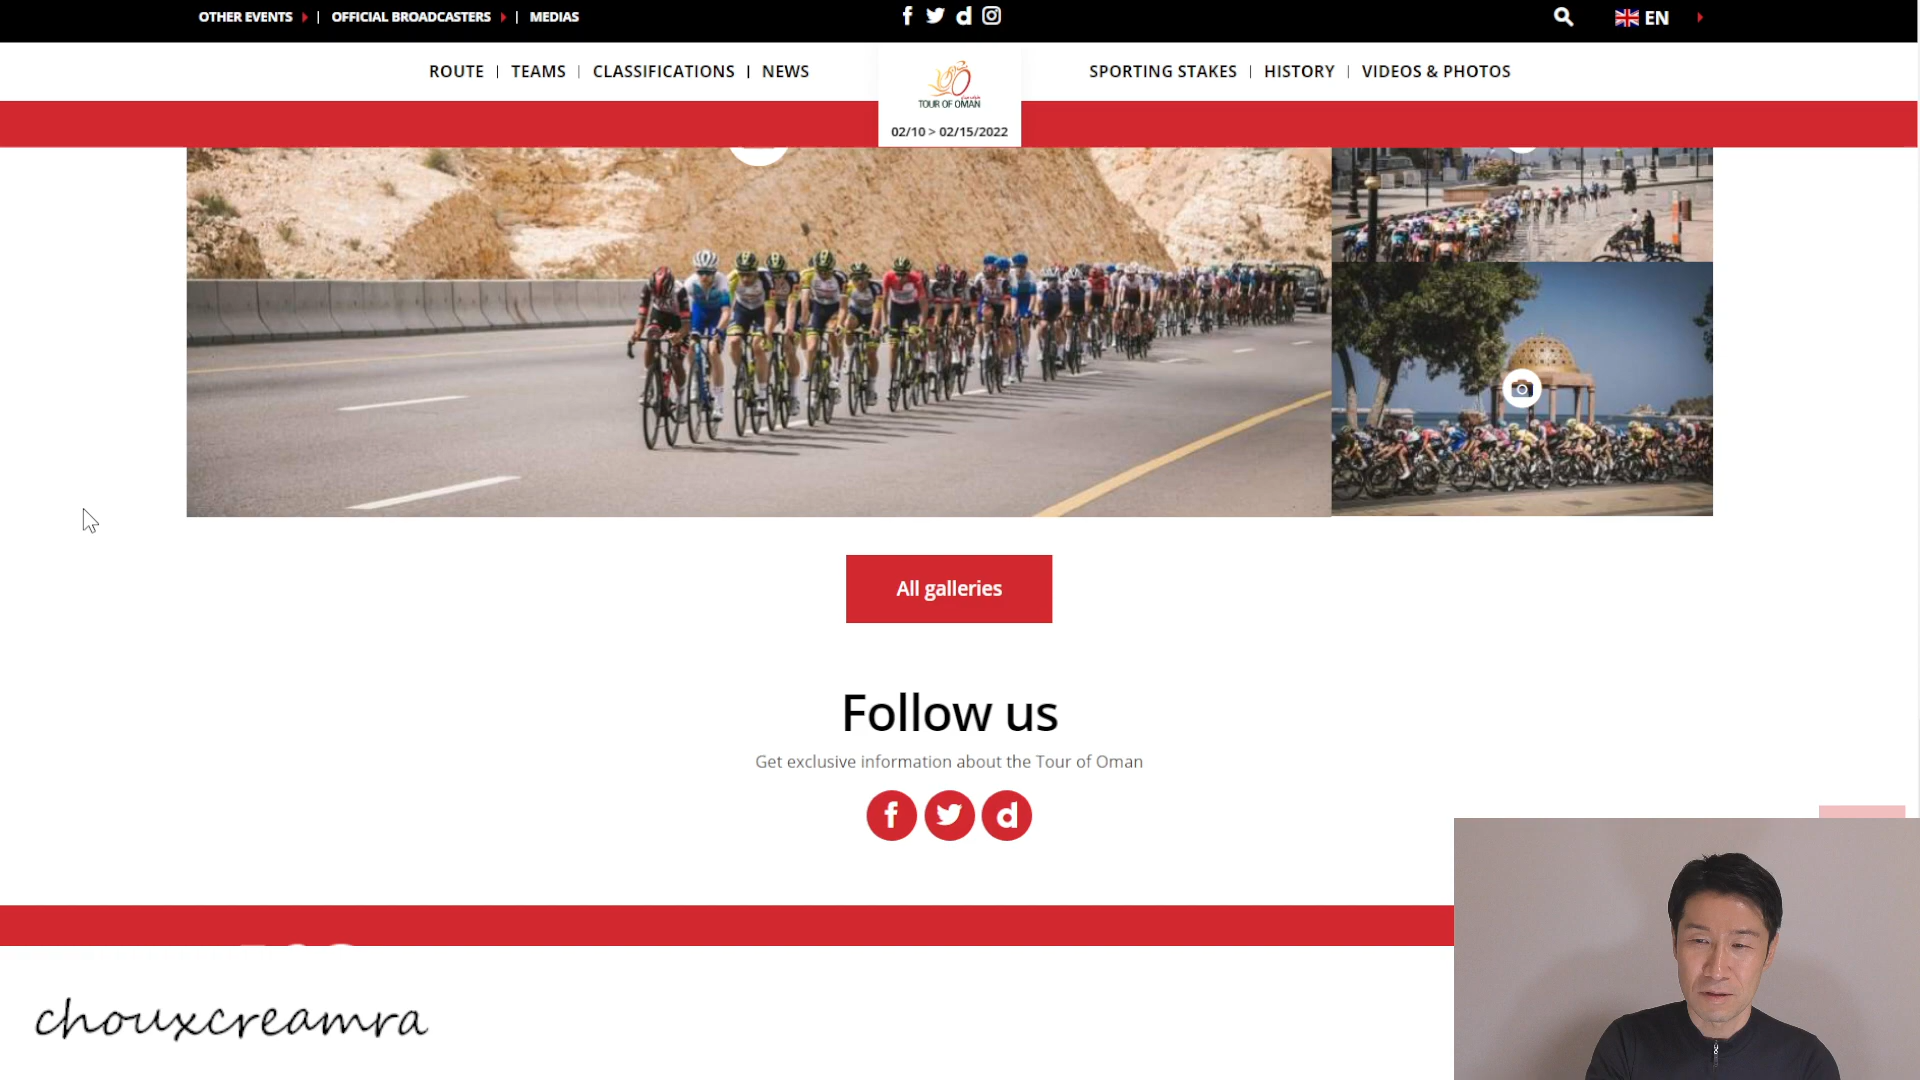 OTHER EVENTS | OFFICIAL BROADCASTERS | MEDIAS
EN
ROUTE | TEAMS | CLASSIFICATIONS | NEWS
TOUR OF OMAN
02/10 > 02/15/2022
SPORTING STAKES | HISTORY | VIDEOS & PHOTOS
All galleries
Follow us
Get exclusive information about the Tour of Oman
chouxcreamra